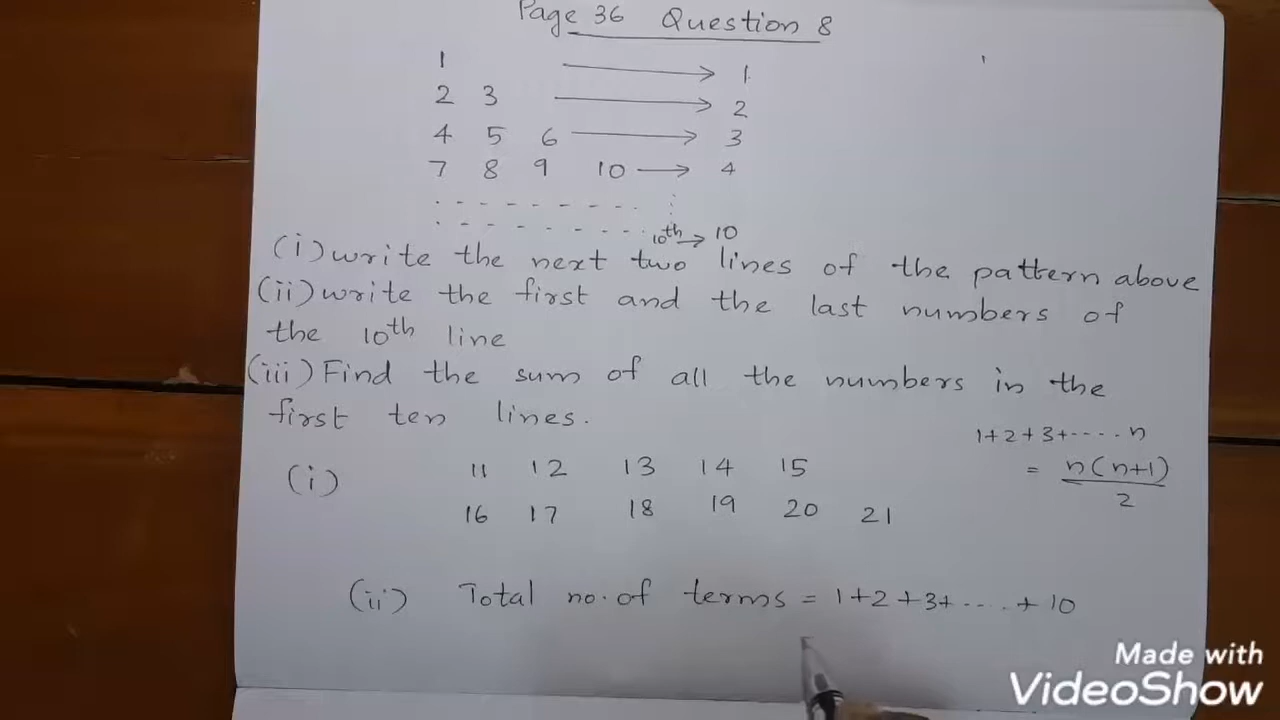 Page 36 Question 8
1 → 1
2 3 → 2
4 5 6 → 3
7 8 9 10 → 4
- - - - - - - - -
- - - - - - - - - 10th → 10
(i) write the next two lines of the pattern above
(ii) write the first and the last numbers of
the 10th line
(iii) Find the sum of all the numbers in the
first ten lines.
1+2+3+-.... n
= n(n+1)/2
(i) 11 12 13 14 15
16 17 18 19 20 21
(ii) Total no. of terms = 1+2+3+-...+10
Made with
VideoShow